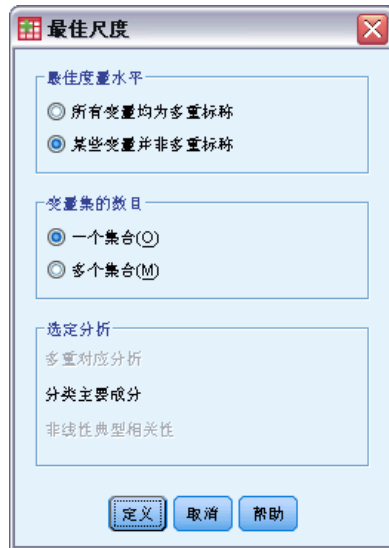 最佳尺度
最佳度量水平
所有变量均为多重标称
某些变量并非多重标称
变量集的数目
一个集合(O)
多个集合(M)
选定分析
多重对应分析
分类主要成分
非线性典型相关性
定义
取消
帮助